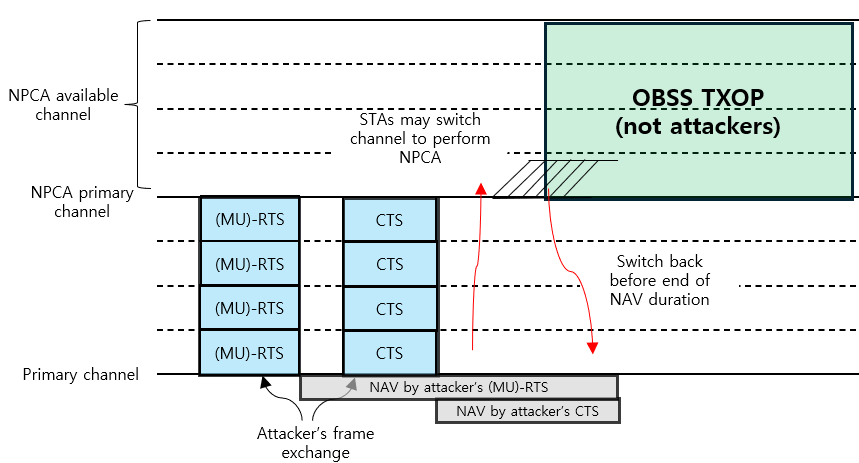 NPCA available
channel
OBSS TXOP
(not attackers)
STAs may switch
channel to perform
NPCA
NPCA primary
channel
(MU)-RTS
CTS
(MU)-RTS
CTS
Switch back
before end of
NAV duration
(MU)-RTS
CTS
(MU)-RTS
CTS
Primary channel
NAV by attacker's (MU)-RTS
NAV by attacker's CTS
Attacker's frame
exchange